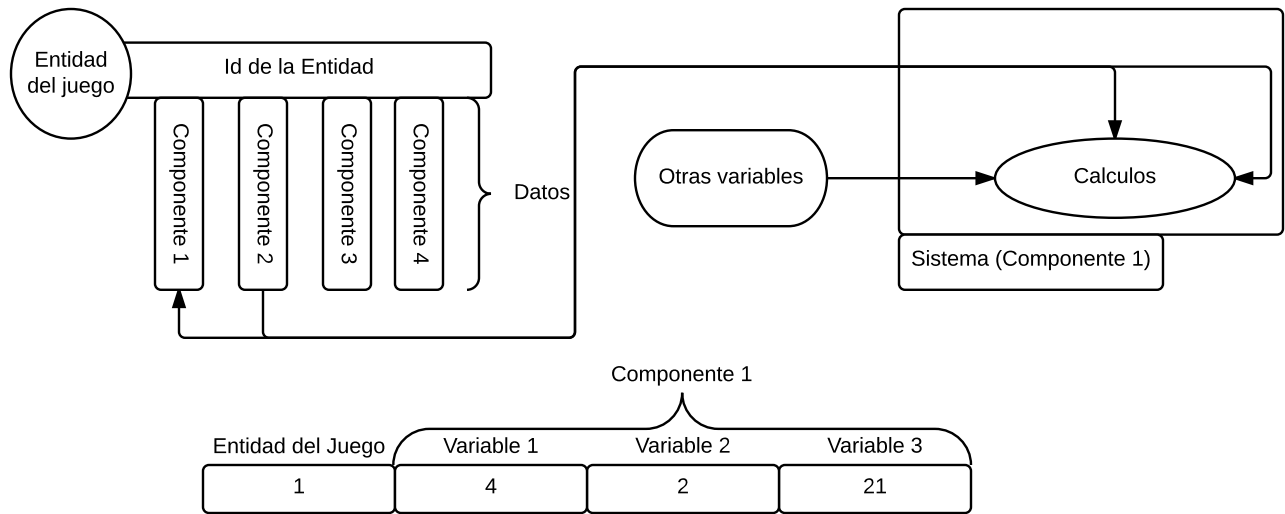 Entidad
del juego
Id de la Entidad
Componente 1
Componente 2
Componente 3
Componente 4
Datos
Otras variables
Calculos
Sistema (Componente 1)
Componente 1
Entidad del Juego Variable 1 Variable 2 Variable 3
1 4 2 21